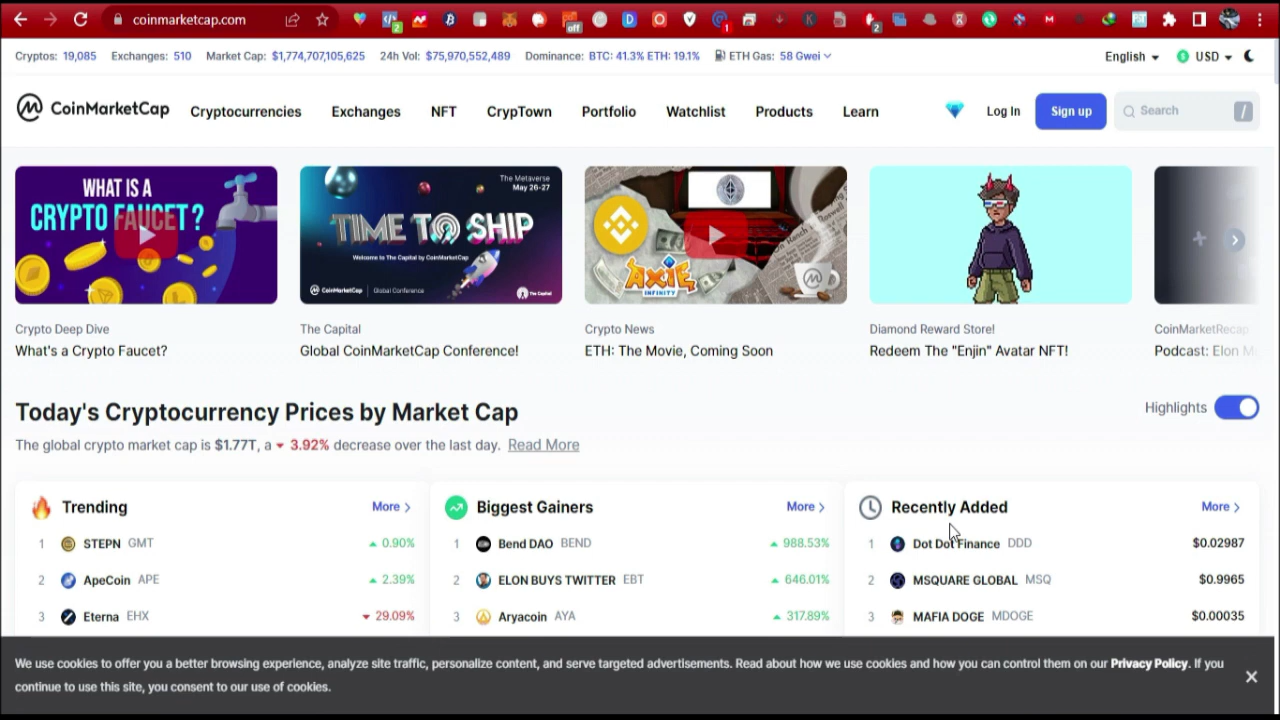 coinmarketcap.com
2
off
1
2
Cryptos: 19,085 Exchanges: 510 Market Cap: $1,774,707,105,625 24h Vol: $75,970,552,489 Dominance: BTC: 41.3% ETH: 19.1% ETH Gas: 58 Gwei English USD
CoinMarketCap Cryptocurrencies Exchanges NFT CrypTown Portfolio Watchlist Products Learn Log In Sign up Search /
WHAT IS A
CRYPTO FAUCET?
The Metaverse
May 26-27
TIME TO SHIP
Welcome to The Capital by CoinMarketCap
CoinMarketCap Global Conference The Capital
AXIE
INFINITY
Crypto Deep Dive
What's a Crypto Faucet?
The Capital
Global CoinMarketCap Conference!
Crypto News
ETH: The Movie, Coming Soon
Diamond Reward Store!
Redeem The "Enjin" Avatar NFT!
CoinMarketRecap
Podcast: Elon M
Today's Cryptocurrency Prices by Market Cap
Highlights
The global crypto market cap is $1.77T, a 3.92% decrease over the last day. Read More
Trending More
1 STEPN GMT 0.90%
2 ApeCoin APE 2.39%
3 Eterna EHX 29.09%
Biggest Gainers More
1 Bend DAO BEND 988.53%
2 ELON BUYS TWITTER EBT 646.01%
3 Aryacoin AYA 317.89%
Recently Added More
1 Dot Dot Finance DDD $0.02987
2 MSQUARE GLOBAL MSQ $0.9965
3 MAFIA DOGE MDOGE $0.00035
We use cookies to offer you a better browsing experience, analyze site traffic, personalize content, and serve targeted advertisements. Read about how we use cookies and how you can control them on our Privacy Policy. If you
continue to use this site, you consent to our use of cookies.